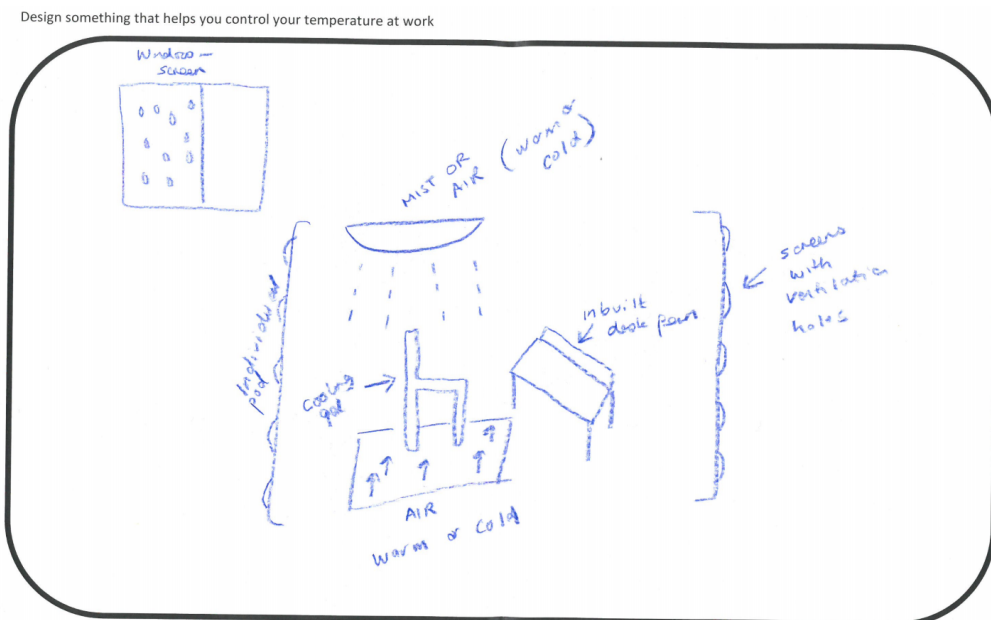 Design something that helps you control your temperature at work
Window -
screen
MIST OR
AIR (warm or
cold)
Individual
pod
cooling
gel
inbuilt
desk fans
screens
with
ventilation
holes
AIR
warm or cold